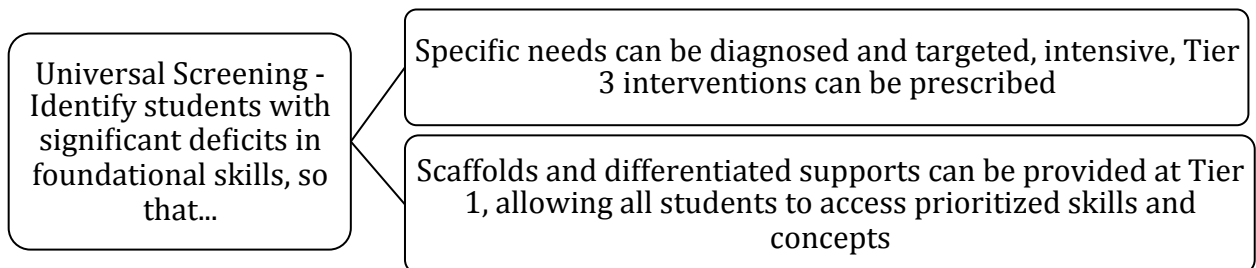 Universal Screening -
Identify students with
significant deficits in
foundational skills, so
that...
Specific needs can be diagnosed and targeted, intensive, Tier
3 interventions can be prescribed
Scaffolds and differentiated supports can be provided at Tier
1, allowing all students to access prioritized skills and
concepts